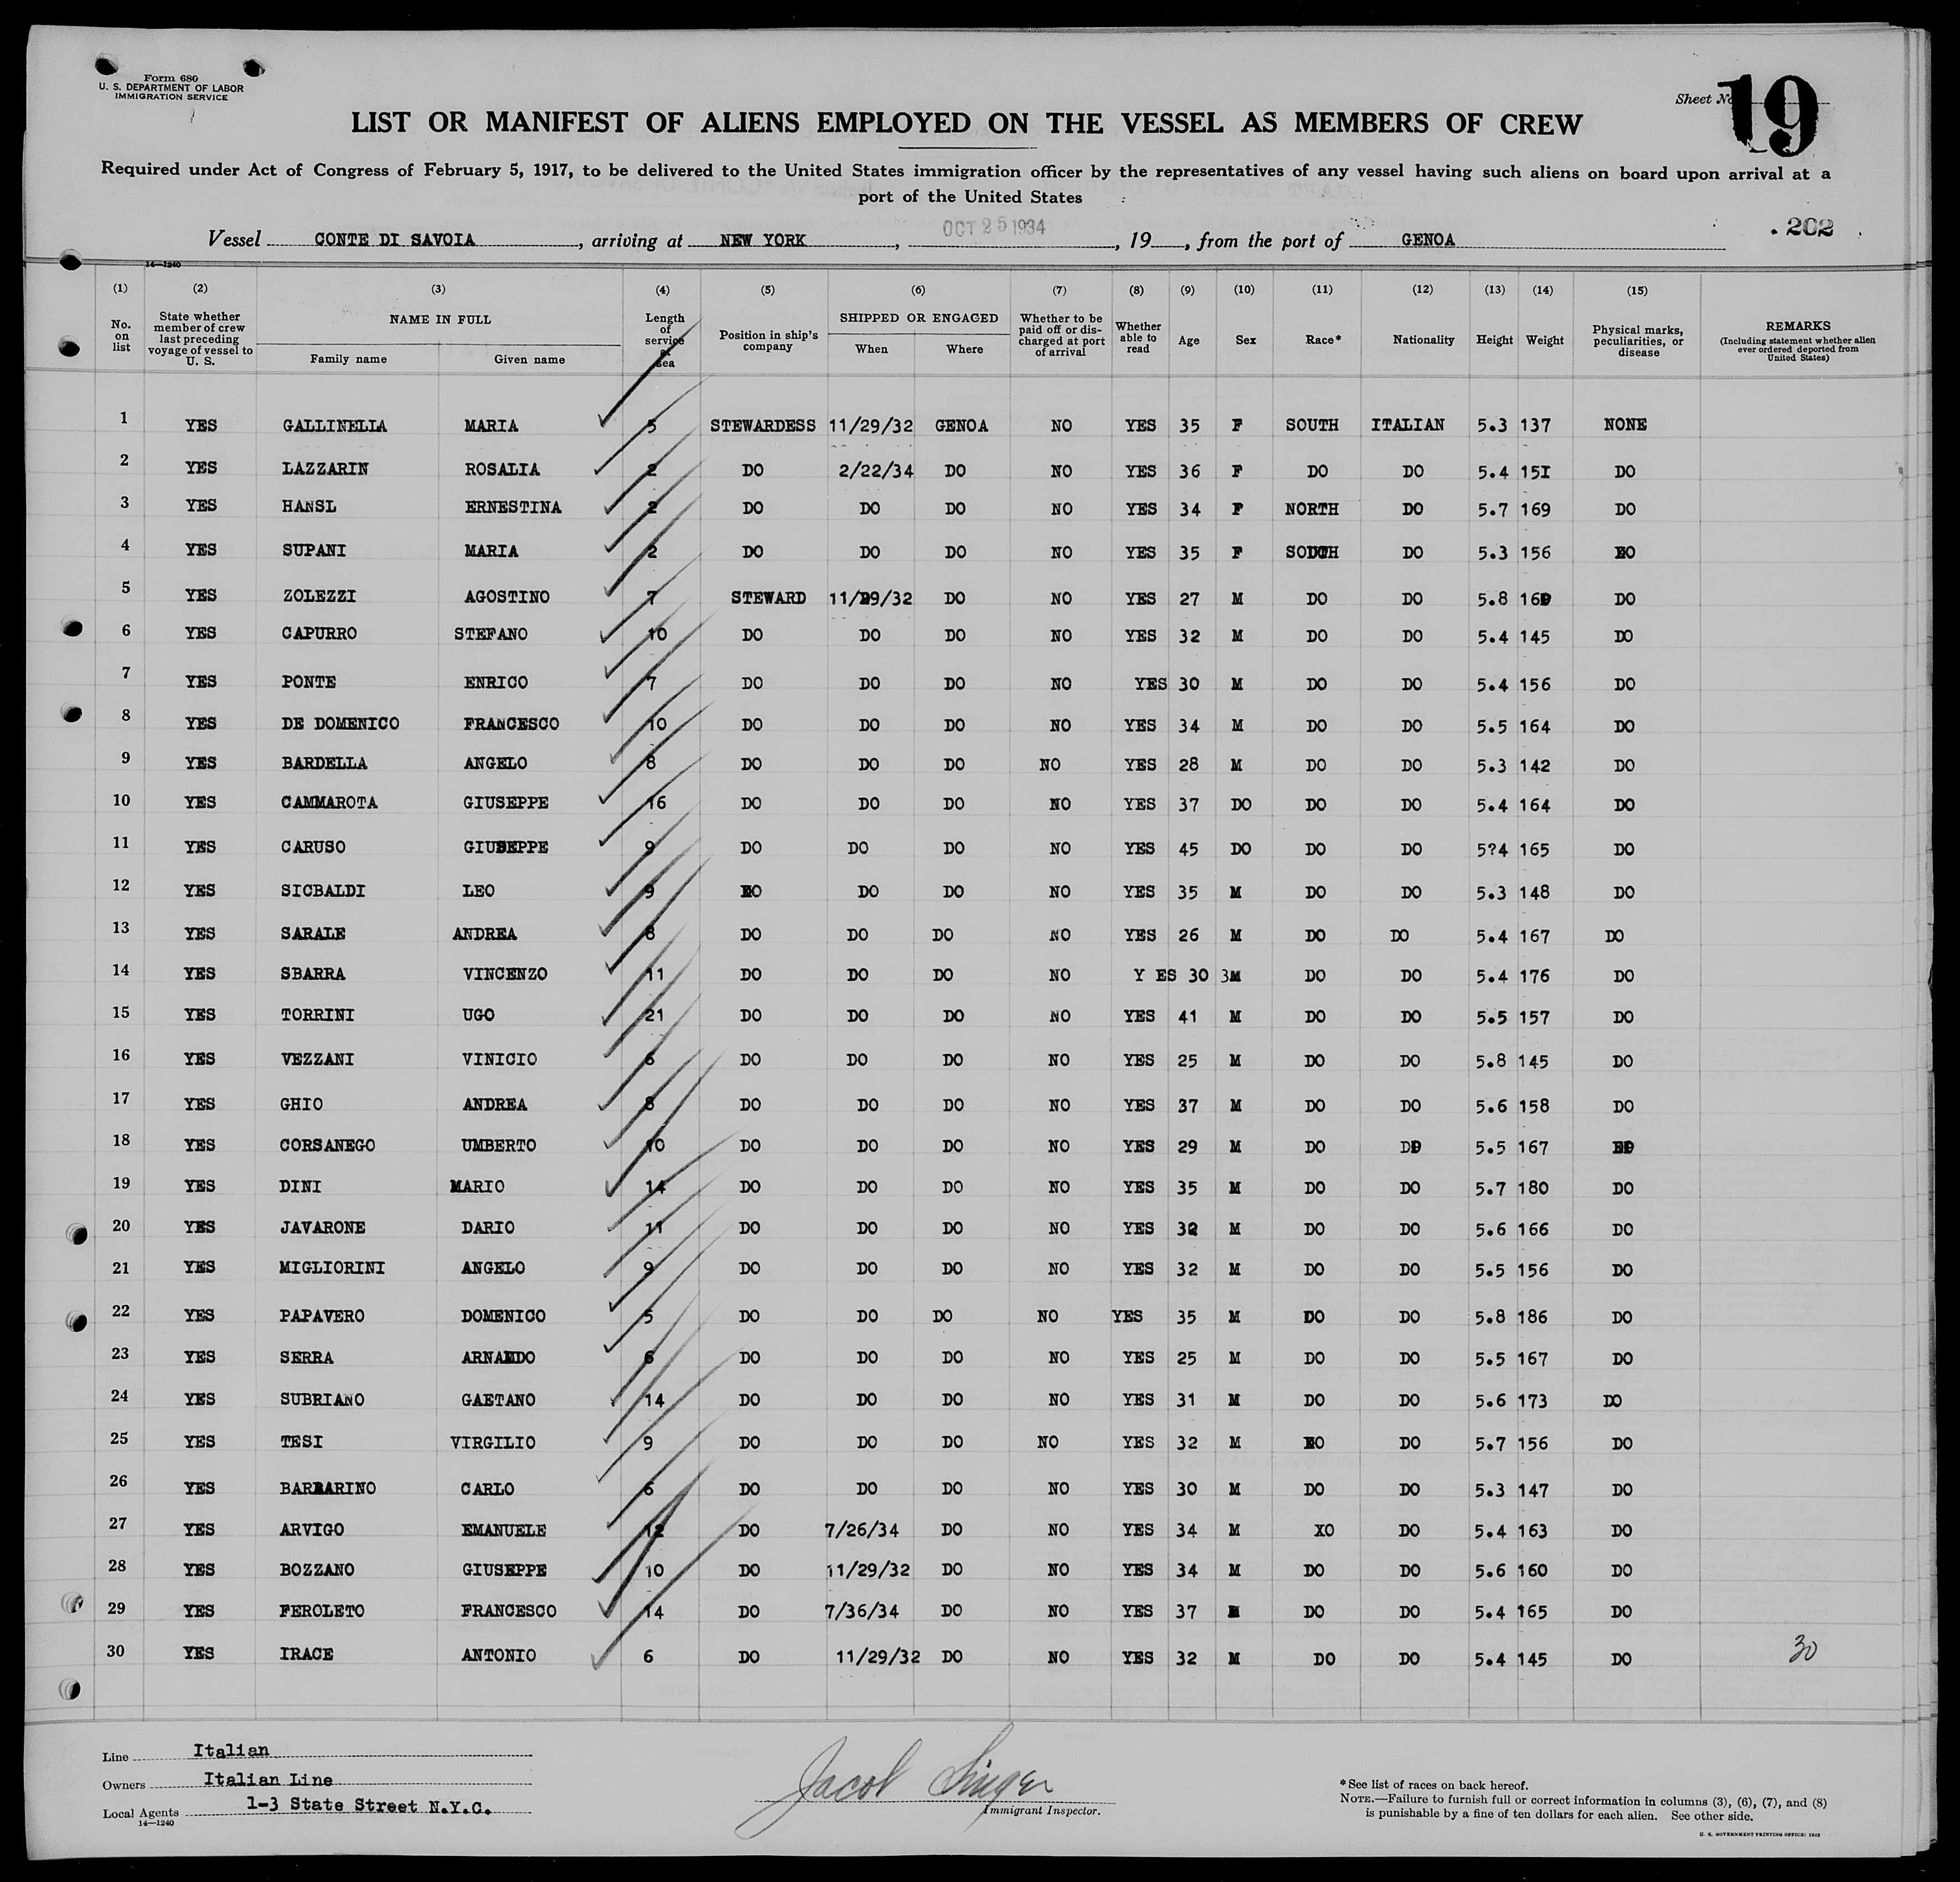 Form 680
U. S. DEPARTMENT OF LABOR
IMMIGRATION SERVICE
Sheet No. 19
LIST OR MANIFEST OF ALIENS EMPLOYED ON THE VESSEL AS MEMBERS OF CREW
Required under Act of Congress of February 5, 1917, to be delivered to the United States immigration officer by the representatives of any vessel having such aliens on board upon arrival at a
port of the United States
Vessel CONTE DI SAVOIA, arriving at NEW YORK, OCT 25 1934, 19, from the port of GENOA .202
14—1240
(1) (2) (3) (4) (5) (6) (7) (8) (9) (10) (11) (12) (13) (14) (15)
No. on list State whether member of crew last preceding voyage of vessel to U. S. NAME IN FULL Family name Given name Length of service at sea Position in ship's company SHIPPED OR ENGAGED When Where Whether to be paid off or discharged at port of arrival Whether able to read Age Sex Race* Nationality Height Weight Physical marks, peculiarities, or disease REMARKS (Including statement whether alien ever ordered deported from United States)
1 YES GALLINELLA MARIA 5 STEWARDESS 11/29/32 GENOA NO YES 35 F SOUTH ITALIAN 5.3 137 NONE
2 YES LAZZARIN ROSALIA 2 DO 2/22/34 DO NO YES 36 F DO DO 5.4 15I DO
3 YES HANSL ERNESTINA 2 DO DO DO NO YES 34 F NORTH DO 5.7 169 DO
4 YES SUPANI MARIA 2 DO DO DO NO YES 35 F SOUTH DO 5.3 156 DO
5 YES ZOLEZZI AGOSTINO 7 STEWARD 11/29/32 DO NO YES 27 M DO DO 5.8 DO
6 YES CAPURRO STEFANO 10 DO DO DO NO YES 32 M DO DO 5.4 145 DO
7 YES PONTE ENRICO 7 DO DO DO NO YES 30 M DO DO 5.4 156 DO
8 YES DE DOMENICO FRANCESCO 10 DO DO DO NO YES 34 M DO DO 5.5 164 DO
9 YES BARDELLA ANGELO 8 DO DO DO NO YES 28 M DO DO 5.3 142 DO
10 YES CAMMAROTA GIUSEPPE 16 DO DO DO NO YES 37 DO DO DO 5.4 164 DO
11 YES CARUSO GIUSEPPE 9 DO DO DO NO YES 45 DO DO DO 5?4 165 DO
12 YES SICBALDI LEO 9 DO DO DO NO YES 35 M DO DO 5.3 148 DO
13 YES SARALE ANDREA 8 DO DO DO NO YES 26 M DO DO 5.4 167 DO
14 YES SBARRA VINCENZO 11 DO DO DO NO Y ES 30 3M DO DO 5.4 176 DO
15 YES TORRINI UGO 21 DO DO DO NO YES 41 M DO DO 5.5 157 DO
16 YES VEZZANI VINICIO 6 DO DO DO NO YES 25 M DO DO 5.8 145 DO
17 YES GHIO ANDREA 8 DO DO DO NO YES 37 M DO DO 5.6 158 DO
18 YES CORSANEGO UMBERTO 10 DO DO DO NO YES 29 M DO DO 5.5 167 DO
19 YES DINI MARIO 14 DO DO DO NO YES 35 M DO DO 5.7 180 DO
20 YES JAVARONE DARIO 11 DO DO DO NO YES 32 M DO DO 5.6 166 DO
21 YES MIGLIORINI ANGELO 9 DO DO DO NO YES 32 M DO DO 5.5 156 DO
22 YES PAPAVERO DOMENICO 5 DO DO DO NO YES 35 M DO DO 5.8 186 DO
23 YES SERRA ARNALDO 6 DO DO DO NO YES 25 M DO DO 5.5 167 DO
24 YES SUBRIANO GAETANO 14 DO DO DO NO YES 31 M DO DO 5.6 173 DO
25 YES TESI VIRGILIO 9 DO DO DO NO YES 32 M DO DO 5.7 156 DO
26 YES BARBARINO CARLO 6 DO DO DO NO YES 30 M DO DO 5.3 147 DO
27 YES ARVIGO EMANUELE 12 DO 7/26/34 DO NO YES 34 M XO DO 5.4 163 DO
28 YES BOZZANO GIUSEPPE 10 DO 11/29/32 DO NO YES 34 M DO DO 5.6 160 DO
29 YES FEROLETO FRANCESCO 14 DO 7/36/34 DO NO YES 37 M DO DO 5.4 165 DO
30 YES IRACE ANTONIO 6 DO 11/29/32 DO NO YES 32 M DO DO 5.4 145 DO 30
Line Italian
Owners Italian Line
Local Agents 1-3 State Street N.Y.C.
14—1240
Jacob Singer
Immigrant Inspector.
*See list of races on back hereof.
NOTE.—Failure to furnish full or correct information in columns (3), (6), (7), and (8)
is punishable by a fine of ten dollars for each alien. See other side.
U. S. GOVERNMENT PRINTING OFFICE: 1932